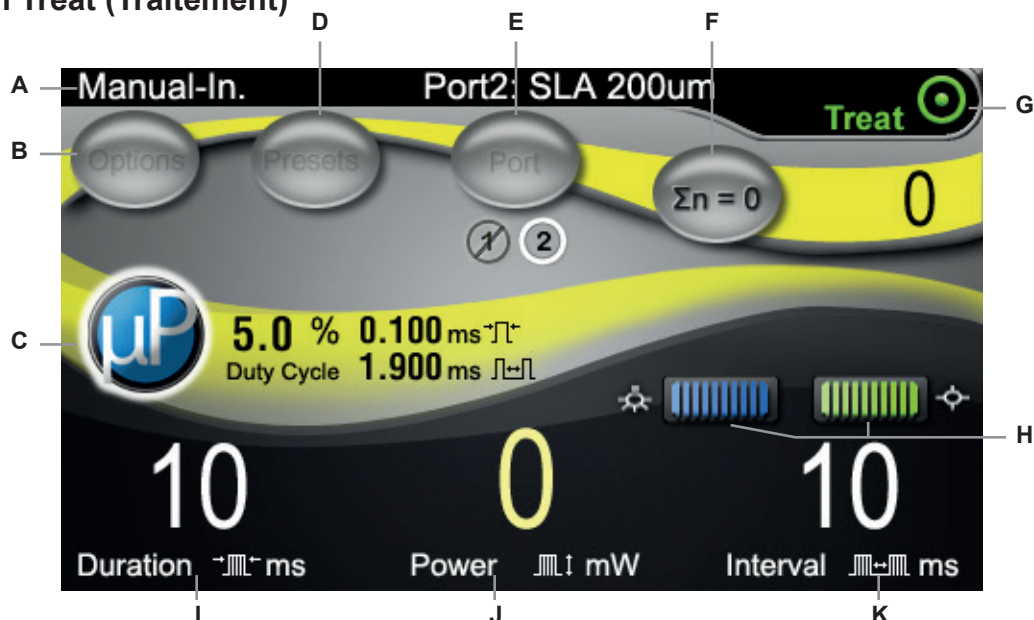 Treat (Traitement)
D E F
A Manual-In. Port2: SLA 200um
Treat G
B Options Presets Port
Σn = 0 0
1 2
C µP 5.0 % 0.100 ms
Duty Cycle 1.900 ms
H
10 0 10
Duration ms Power mW Interval ms
I J K